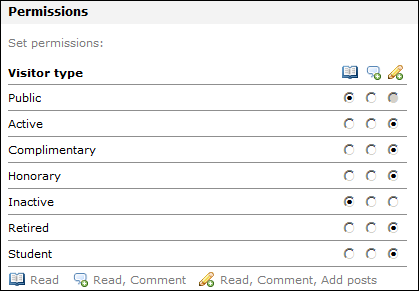 Permissions
Set permissions:
Visitor type
Public
Active
Complimentary
Honorary
Inactive
Retired
Student
Read Read, Comment Read, Comment, Add posts